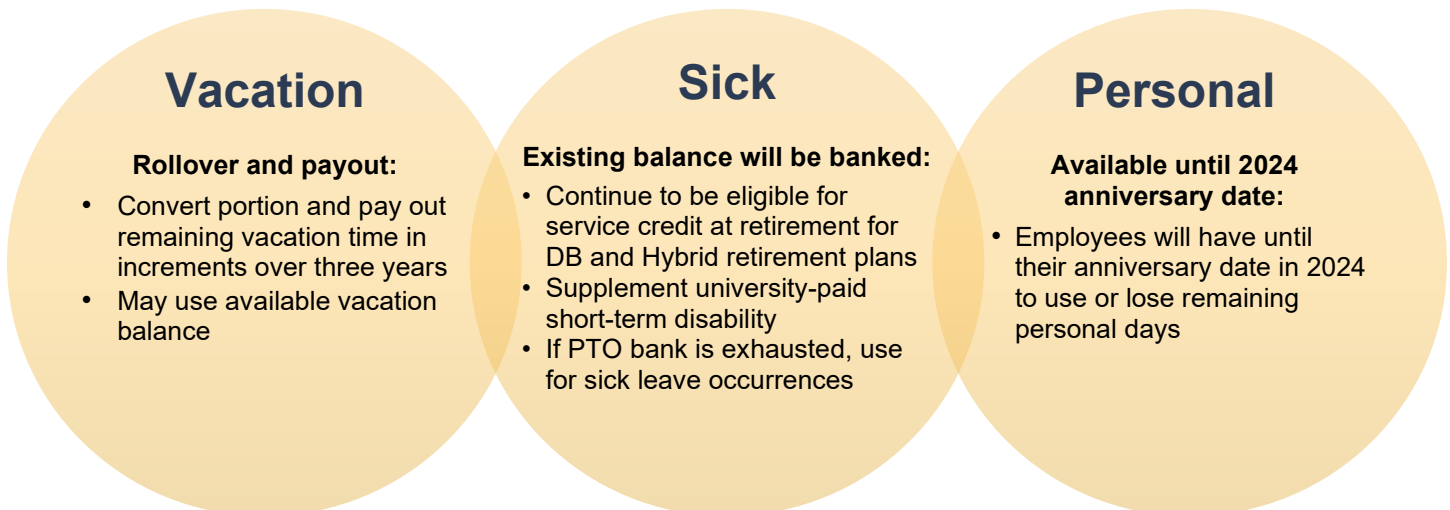 Vacation
Rollover and payout:
• Convert portion and pay out
remaining vacation time in
increments over three years
• May use available vacation
balance
Sick
Existing balance will be banked:
• Continue to be eligible for
service credit at retirement for
DB and Hybrid retirement plans
• Supplement university-paid
short-term disability
• If PTO bank is exhausted, use
for sick leave occurrences
Personal
Available until 2024
anniversary date:
• Employees will have until
their anniversary date in 2024
to use or lose remaining
personal days